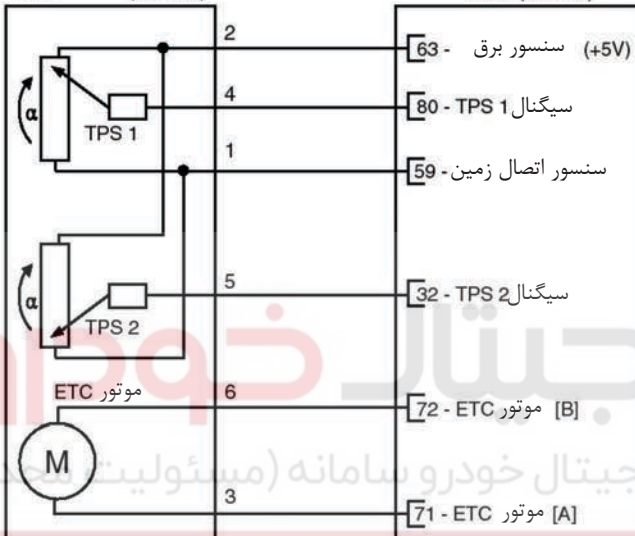 2
63 - سنسور برق (+5V)
4
80 - TPS 1 سیگنال
TPS 1
α
1
59 - سنسور اتصال زمین
5
32 - TPS 2 سیگنال
α
TPS 2
موتور ETC
6
72 - ETC موتور [B]
M
جیتال خودرو سامانه (مسئولیت
3
71 - ETC موتور [A]